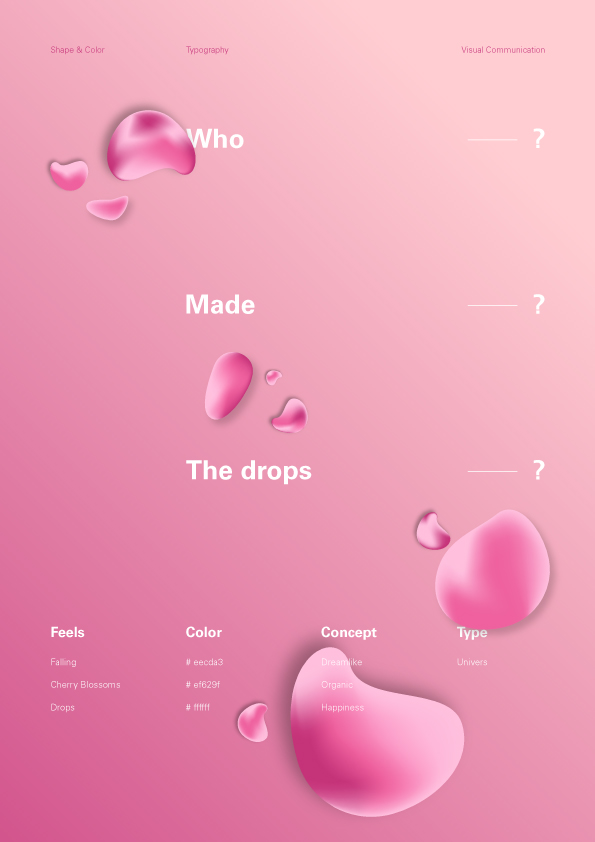 Shape & Color Typography Visual Communication
Who ?
Made ?
The drops ?
Feels Color Concept Type
Falling # eecda3 Dreamlike Univers
Cherry Blossoms # ef629f Organic
Drops # ffffff Happiness